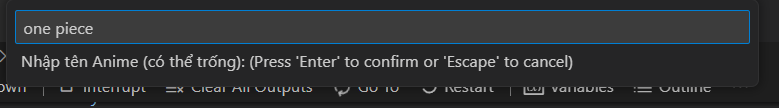 one piece
Nhập tên Anime (có thể trống): (Press 'Enter' to confirm or 'Escape' to cancel)
Interrupt Clear All Outputs Go To Restart Variables Outline ...